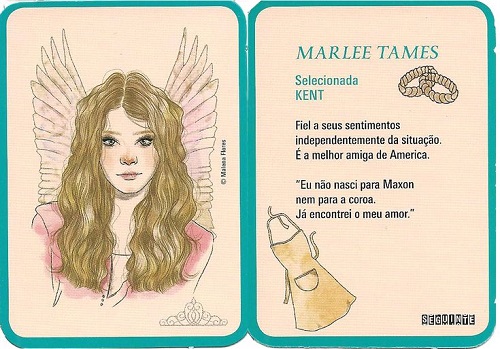 © Malena Flores
MARLEE TAMES
Selecionada
KENT
Fiel a seus sentimentos
independentemente da situação.
É a melhor amiga de America.
“Eu não nasci para Maxon
nem para a coroa.
Já encontrei o meu amor.”
SEGUINTE